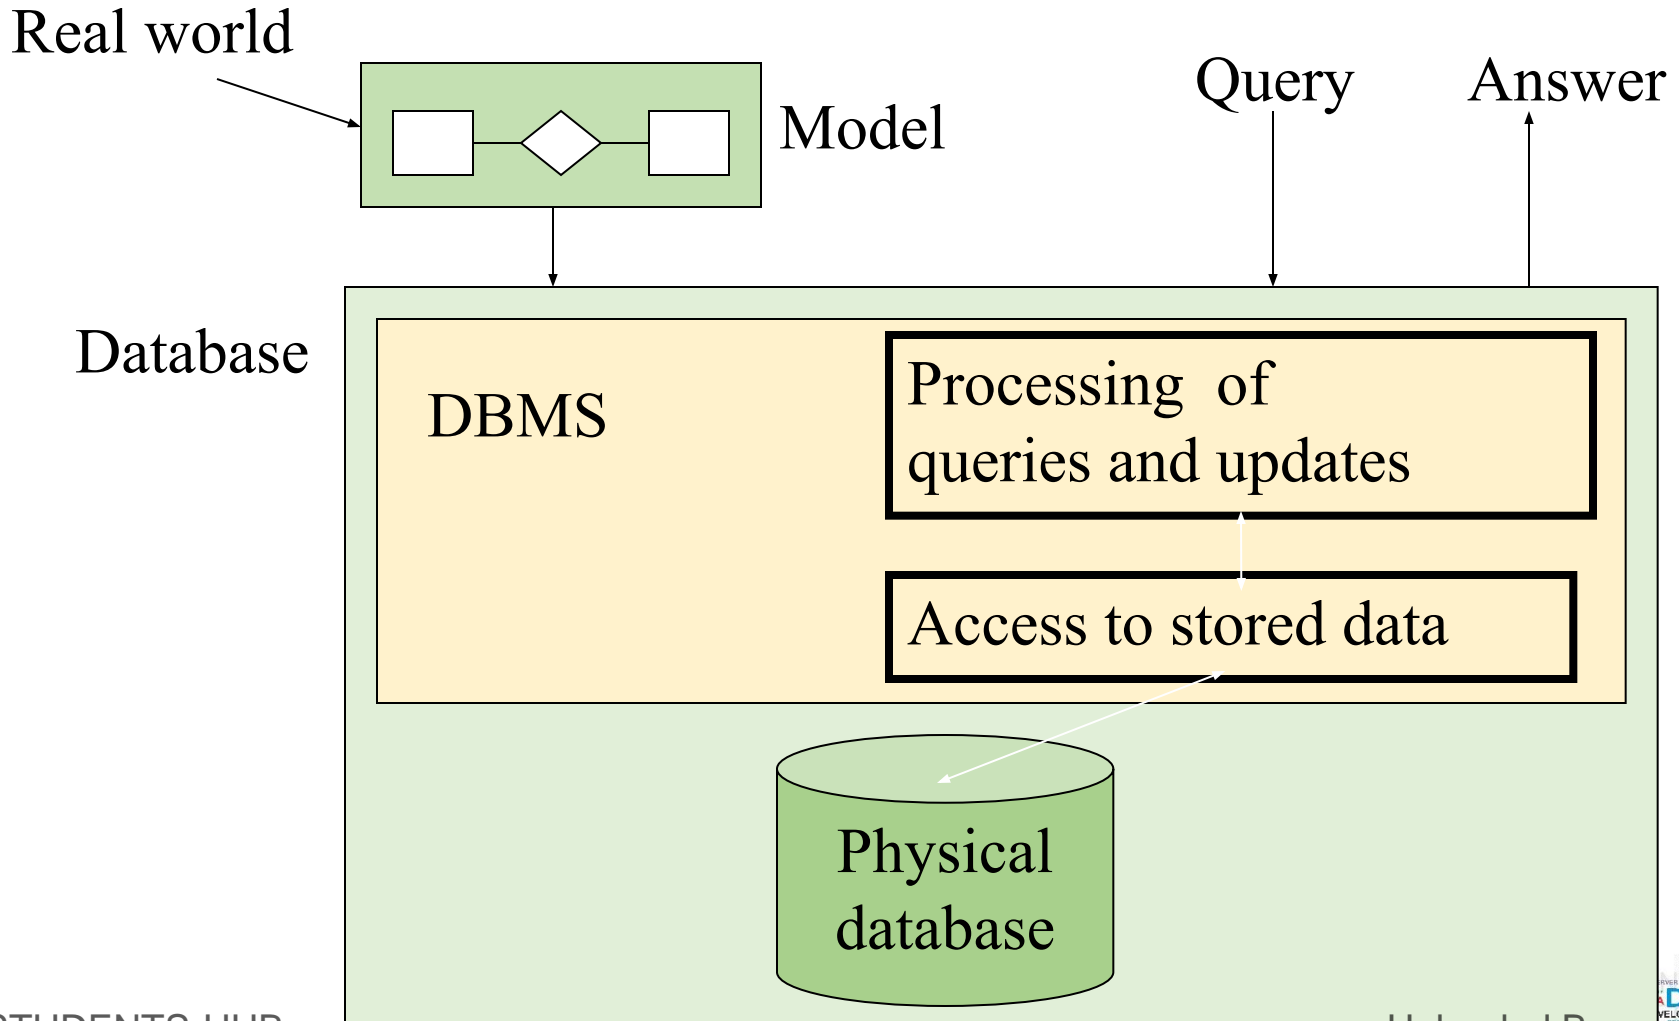 Real world
Model
Query
Answer
Database
DBMS
Processing of
queries and updates
Access to stored data
Physical
database